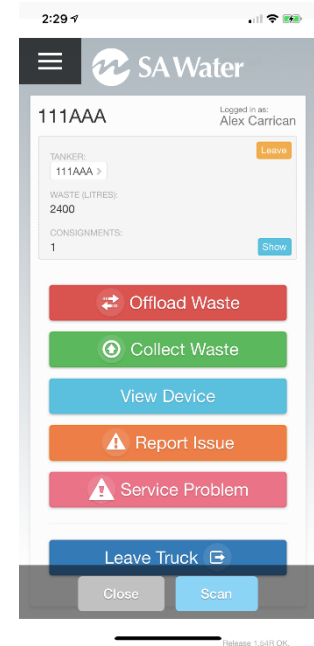 2:29
SA Water
111AAA
Logged in as:
Alex Carrican
TANKER:
Leave
111AAA >
WASTE (LITRES):
2400
CONSIGNMENTS:
1
Show
Offload Waste
Collect Waste
View Device
Report Issue
Service Problem
Leave Truck
Close
Scan
Release 1.54R OK.